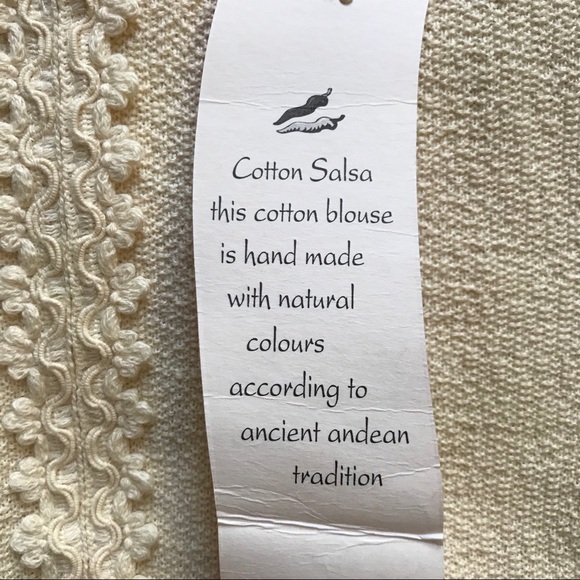 Cotton Salsa
this cotton blouse
is hand made
with natural
colours
according to
ancient andean
tradition